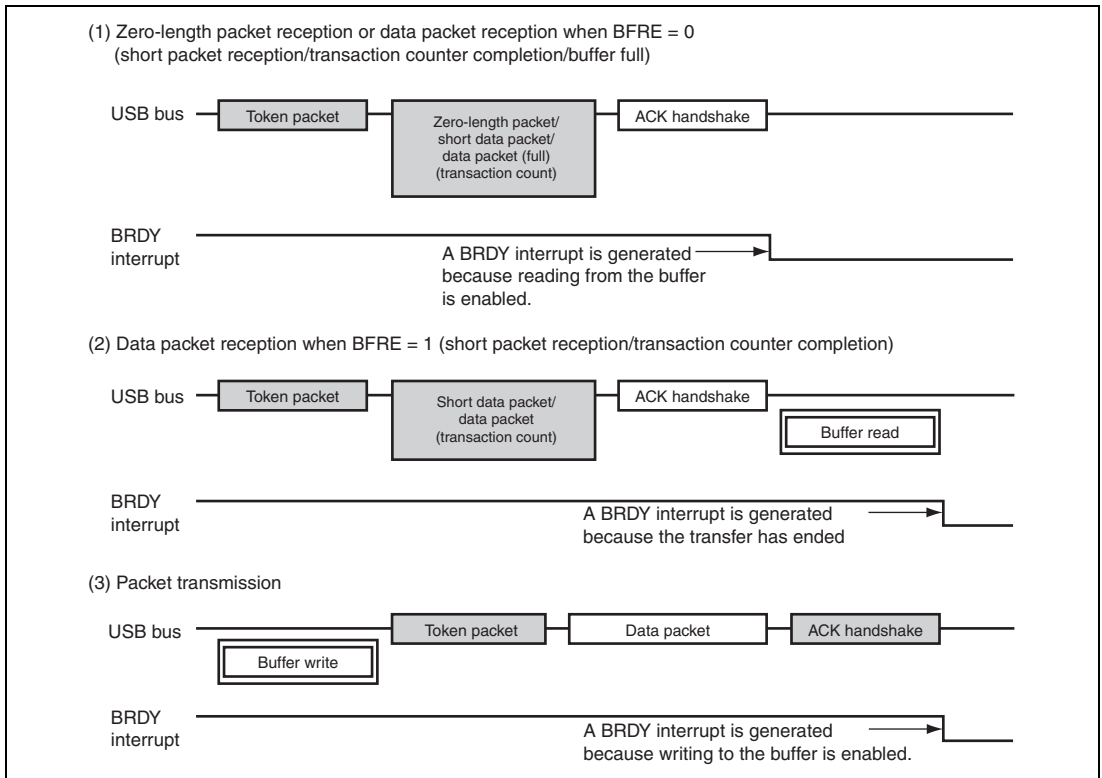 (1) Zero-length packet reception or data packet reception when BFRE = 0
(short packet reception/transaction counter completion/buffer full)
USB bus
Token packet
Zero-length packet/
short data packet/
data packet (full)
(transaction count)
ACK handshake
BRDY
interrupt
A BRDY interrupt is generated
because reading from the buffer
is enabled.
(2) Data packet reception when BFRE = 1 (short packet reception/transaction counter completion)
USB bus
Token packet
Short data packet/
data packet
(transaction count)
ACK handshake
Buffer read
BRDY
interrupt
A BRDY interrupt is generated
because the transfer has ended
(3) Packet transmission
USB bus
Token packet
Data packet
ACK handshake
Buffer write
BRDY
interrupt
A BRDY interrupt is generated
because writing to the buffer is enabled.